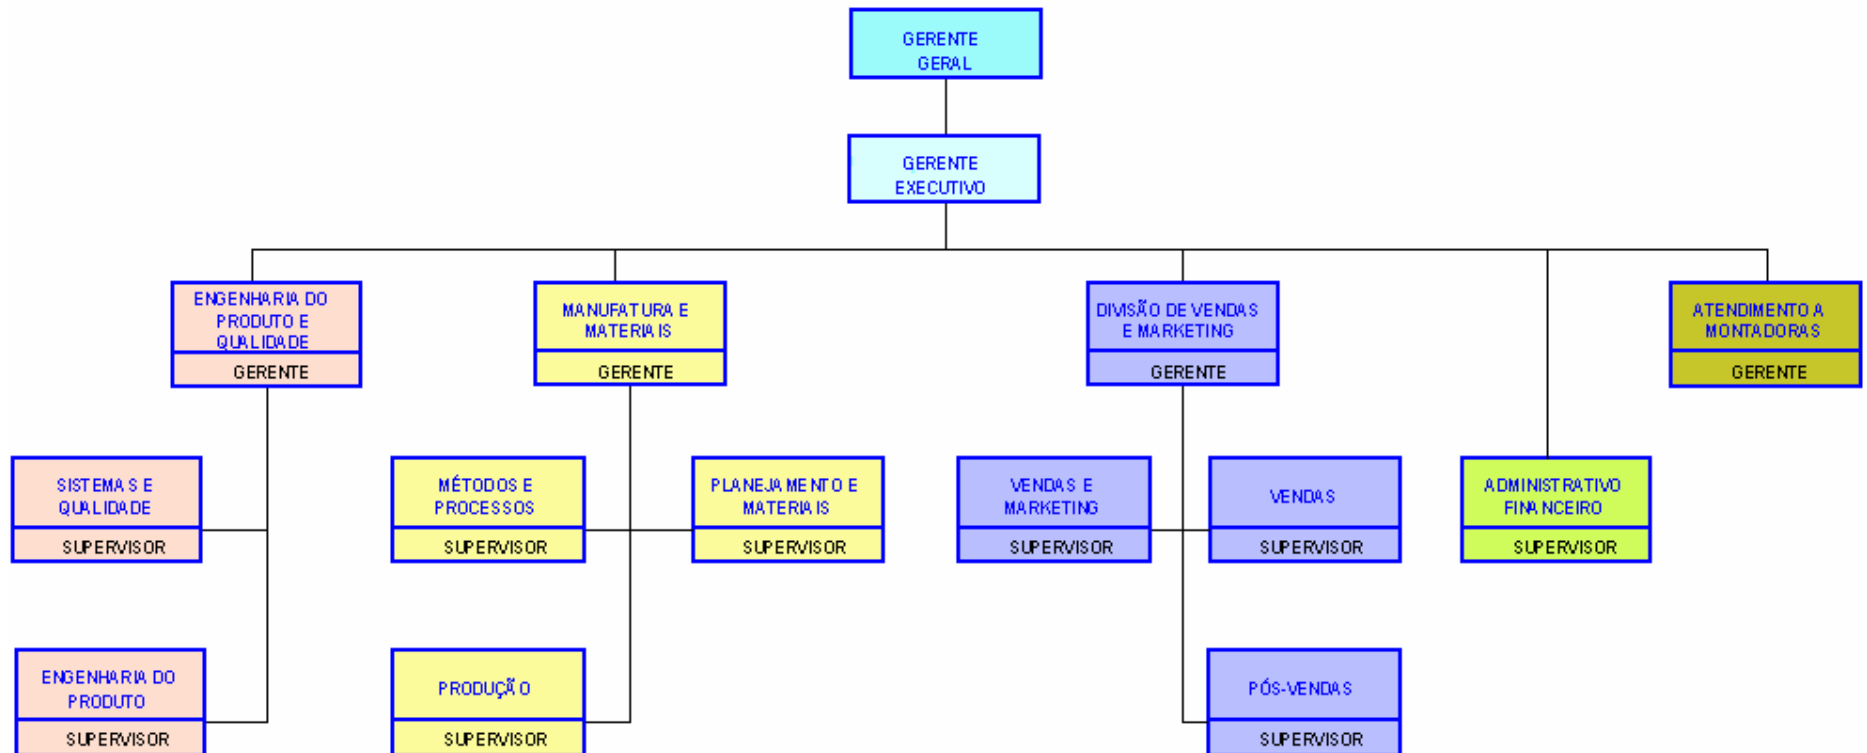 GERENTE
GERAL
GERENTE
EXECUTIVO
ENGENHARIA DO
PRODUTO E
QUALIDADE
GERENTE
MANUFATURA E
MATERIAIS
GERENTE
DIVISÃO DE VENDAS
E MARKETING
GERENTE
ATENDIMENTO A
MONTADORAS
GERENTE
SISTEMAS E
QUALIDADE
SUPERVISOR
MÉTODOS E
PROCESSOS
SUPERVISOR
PLANEJAMENTO E
MATERIAIS
SUPERVISOR
VENDAS E
MARKETING
SUPERVISOR
VENDAS
SUPERVISOR
ADMINISTRATIVO
FINANCEIRO
SUPERVISOR
ENGENHARIA DO
PRODUTO
SUPERVISOR
PRODUÇÃO
SUPERVISOR
PÓS-VENDAS
SUPERVISOR